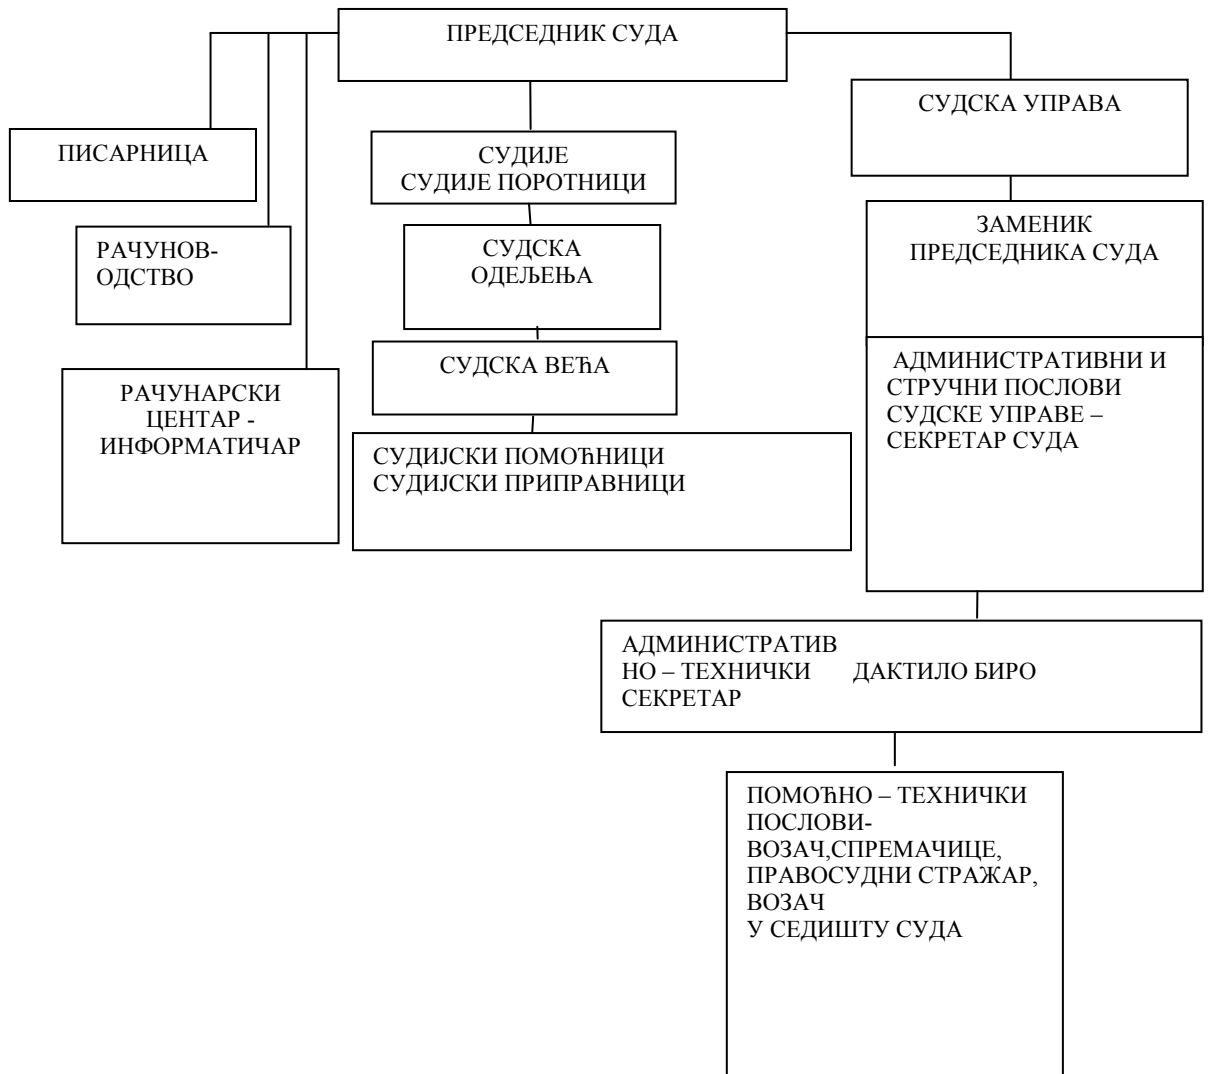 ПРЕДСЕДНИК СУДА
СУДСКА УПРАВА
ПИСАРНИЦА
СУДИЈЕ
СУДИЈЕ ПОРОТНИЦИ
РАЧУНОВ-
ОДСТВО
СУДСКА
ОДЕЉЕЊА
ЗАМЕНИК
ПРЕДСЕДНИКА СУДА
СУДСКА ВЕЋА
АДМИНИСТРАТИВНИ И
СТРУЧНИ ПОСЛОВИ
СУДСКЕ УПРАВЕ –
СЕКРЕТАР СУДА
РАЧУНАРСКИ
ЦЕНТАР -
ИНФОРМАТИЧАР
СУДИЈСКИ ПОМОЋНИЦИ
СУДИЈСКИ ПРИПРАВНИЦИ
АДМИНИСТРАТИВ
НО – ТЕХНИЧКИ ДАКТИЛО БИРО
СЕКРЕТАР
ПОМОЋНО – ТЕХНИЧКИ
ПОСЛОВИ-
ВОЗАЧ,СПРЕМАЧИЦЕ,
ПРАВОСУДНИ СТРАЖАР,
ВОЗАЧ
У СЕДИШТУ СУДА